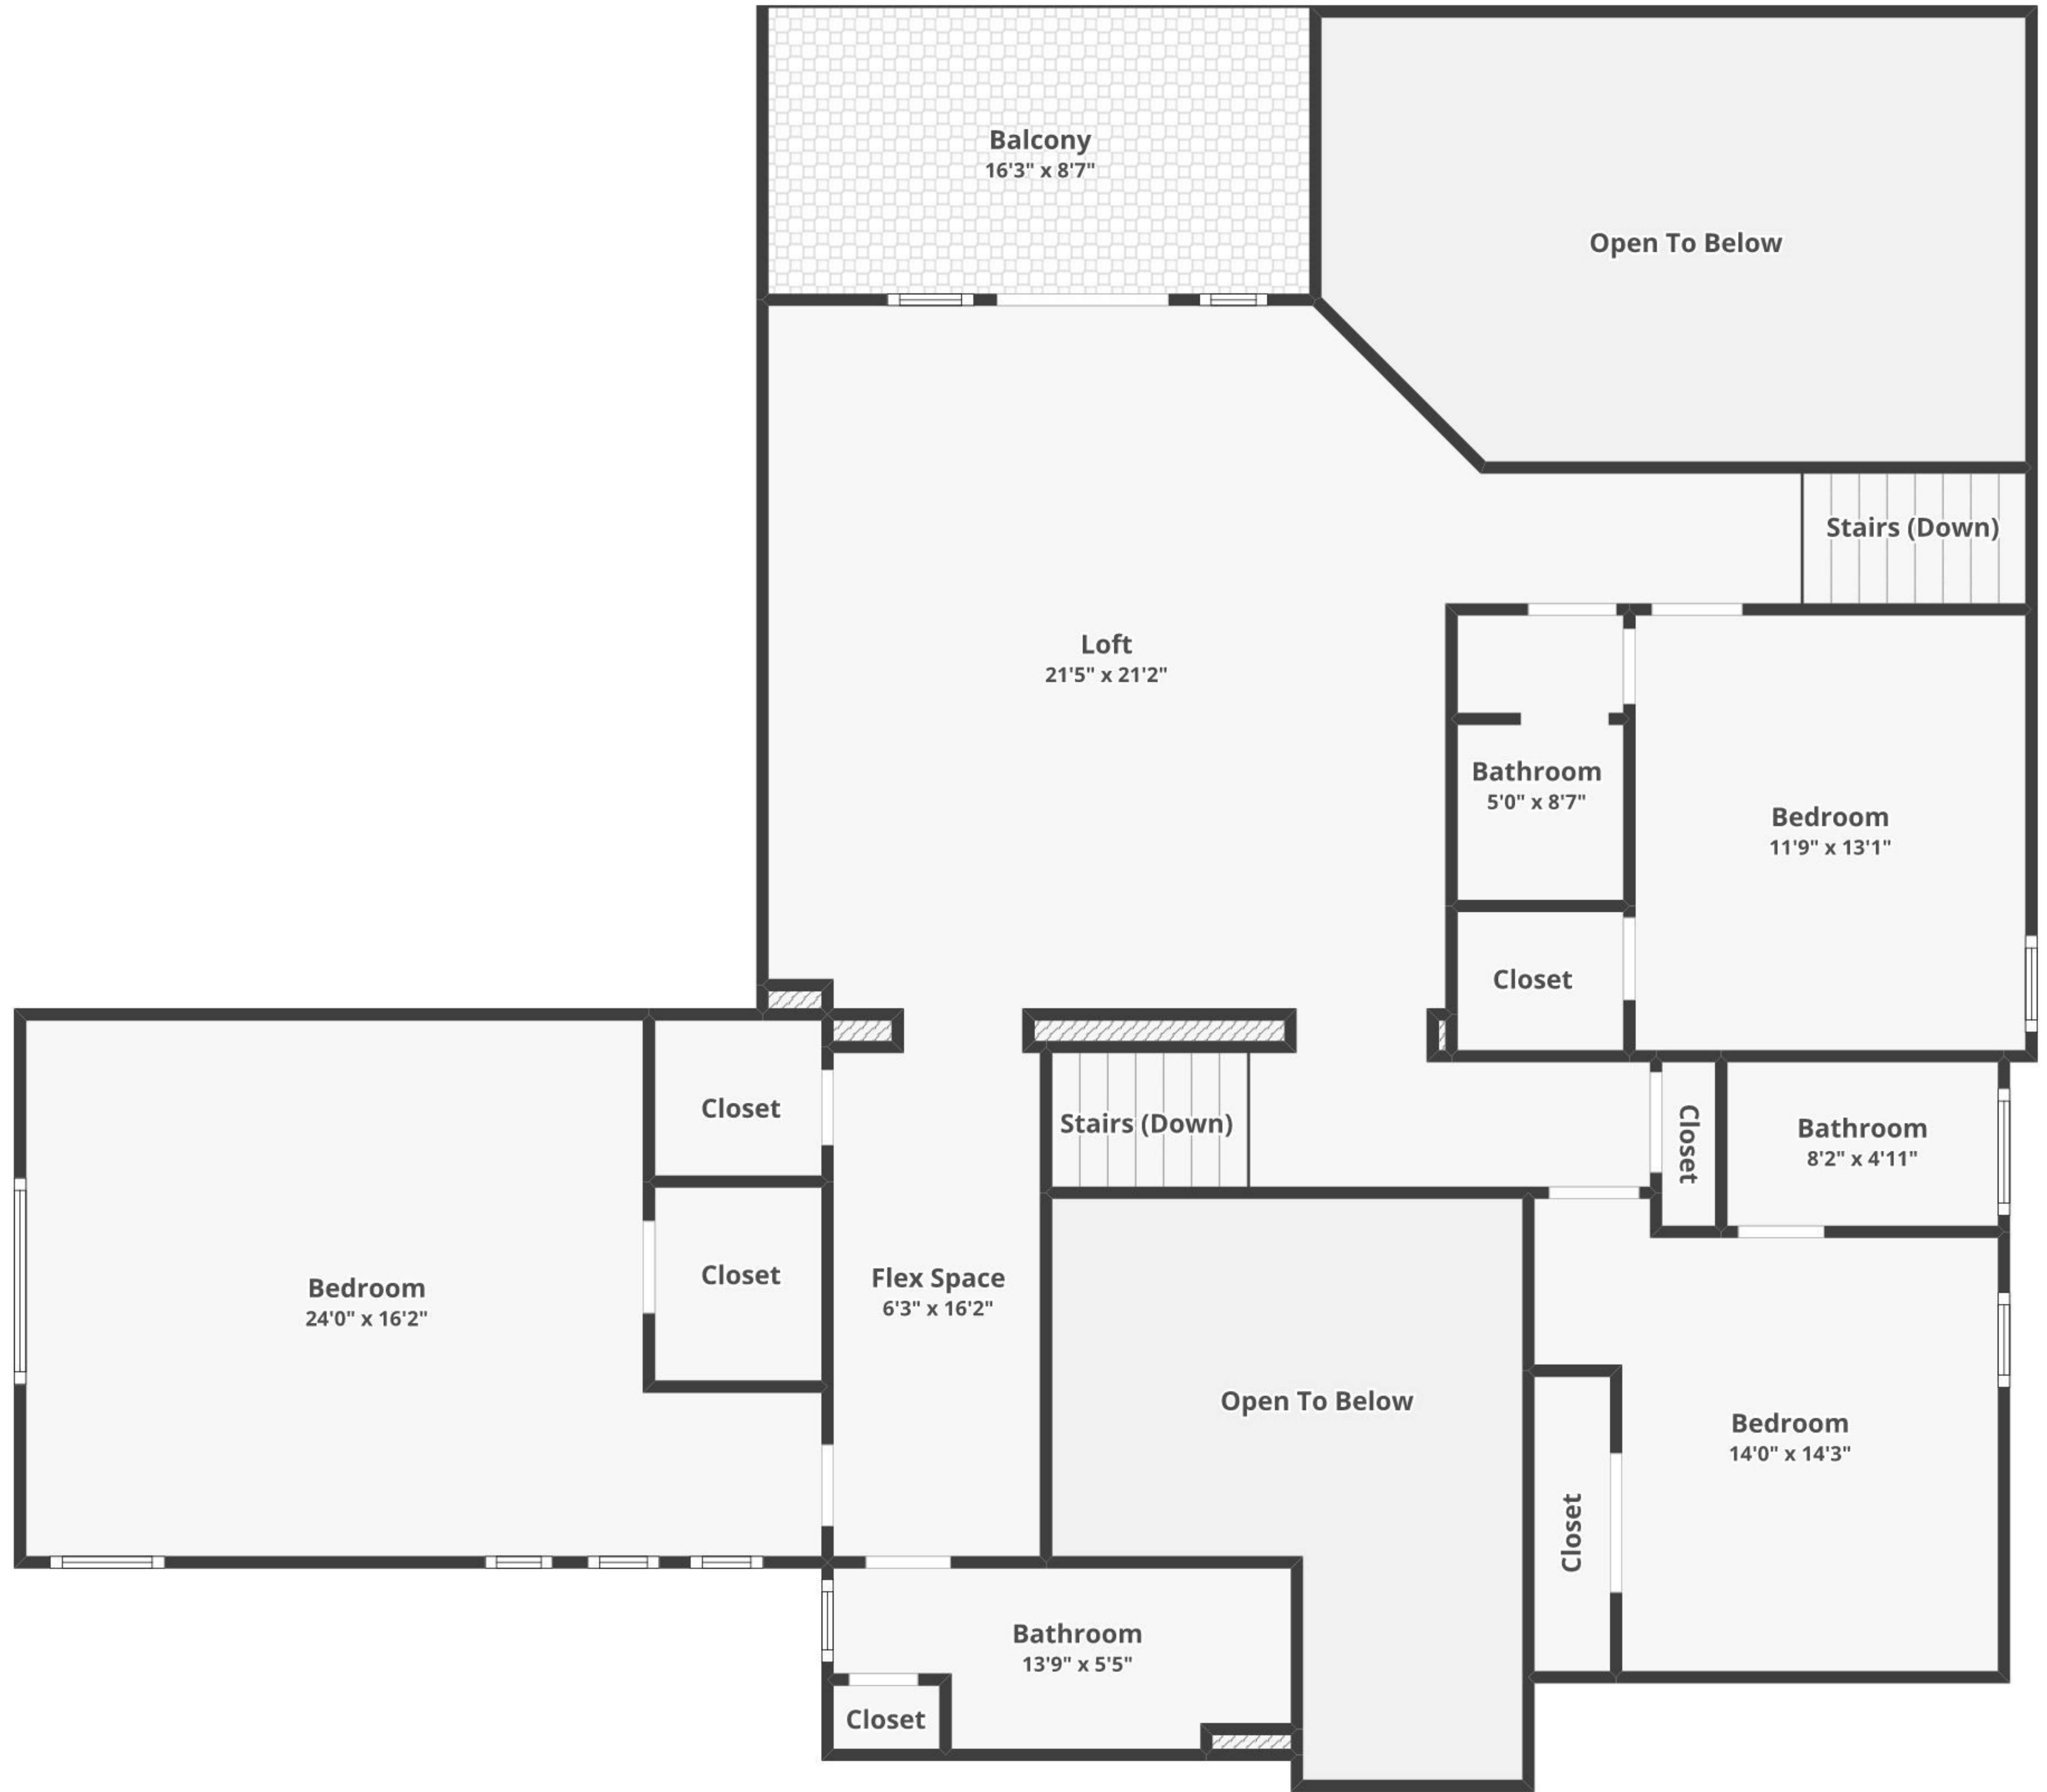 Balcony
16'3" x 8'7"
Open To Below
Stairs (Down)
Loft
21'5" x 21'2"
Bathroom
5'0" x 8'7"
Bedroom
11'9" x 13'1"
Closet
Closet
Stairs (Down)
Closet
Bathroom
8'2" x 4'11"
Closet
Bedroom
24'0" x 16'2"
Flex Space
6'3" x 16'2"
Open To Below
Bedroom
14'0" x 14'3"
Closet
Bathroom
13'9" x 5'5"
Closet